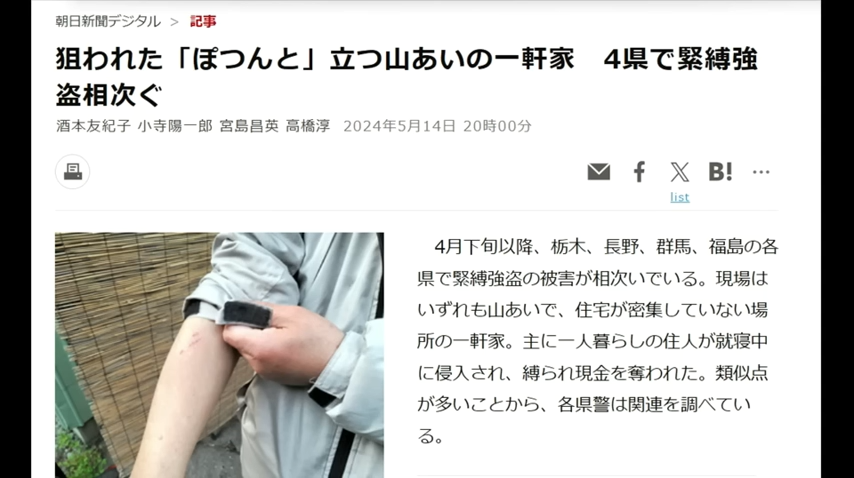 朝日新聞デジタル > 記事
狙われた「ぽつんと」立つ山あいの一軒家　4県で緊縛強
盗相次ぐ
酒本友紀子 小寺陽一郎 宮島昌英 高橋淳 2024年5月14日 20時00分
B!
list
4月下旬以降、栃木、長野、群馬、福島の各
県で緊縛強盗の被害が相次いでいる。現場は
いずれも山あいで、住宅が密集していない場
所の一軒家。主に一人暮らしの住人が就寝中
に侵入され、縛られ現金を奪われた。類似点
が多いことから、各県警は関連を調べてい
る。